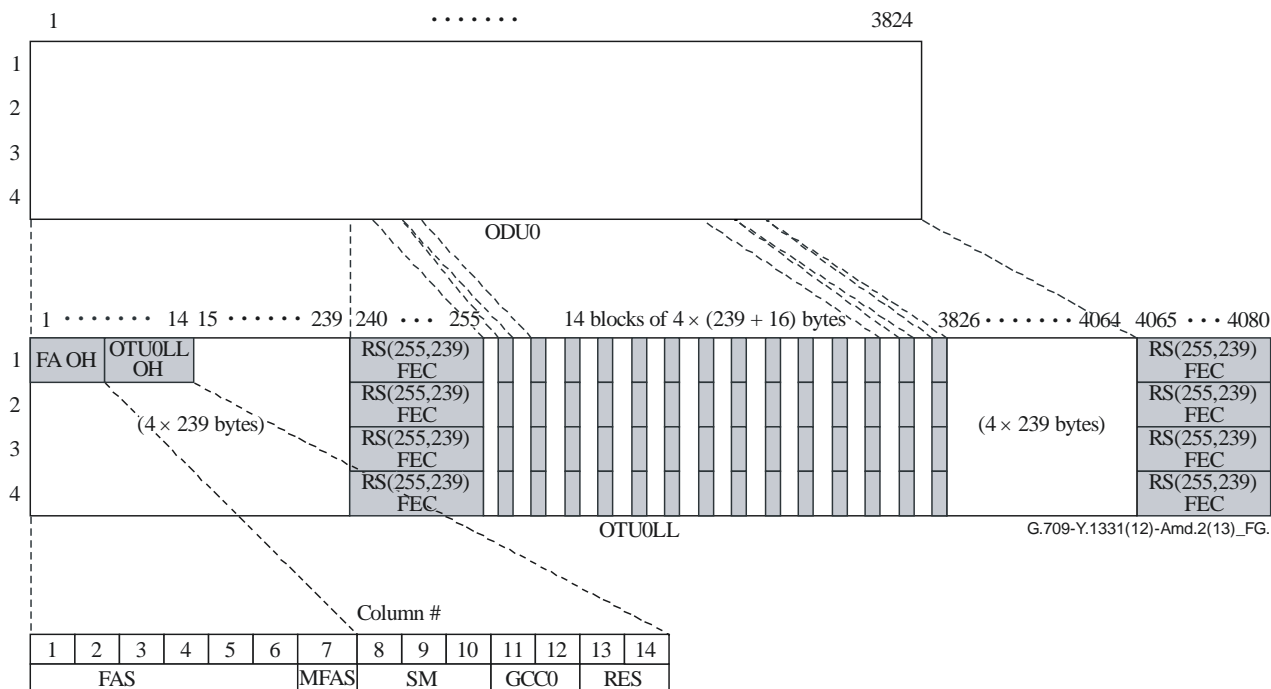 1 ······· 3824
1
2
3
4
ODU0
1 ······· 14 15 ······ 239 240 ··· 255 14 blocks of 4 × (239 + 16) bytes 3826 ······· 4064 4065 ··· 4080
1 FA OH OTU0LL OH RS(255,239) FEC RS(255,239) FEC
2 RS(255,239) FEC RS(255,239) FEC
(4 × 239 bytes) (4 × 239 bytes)
3 RS(255,239) FEC RS(255,239) FEC
4 RS(255,239) FEC RS(255,239) FEC
OTU0LL
G.709-Y.1331(12)-Amd.2(13)_FG.
Column #
1 2 3 4 5 6 7 8 9 10 11 12 13 14
FAS MFAS SM GCC0 RES